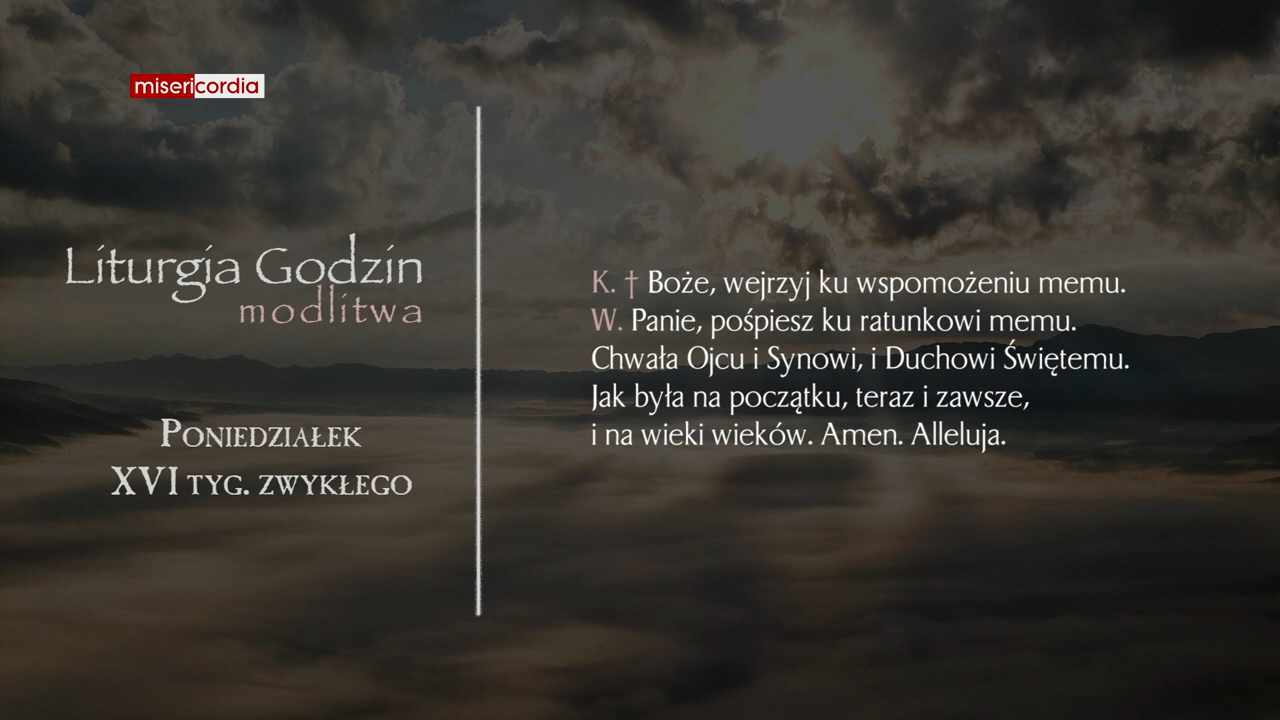 misericordia
Liturgia Godzin
modlitwa
Poniedziałek
XVI tyg. zwykłego
K. † Boże, wejrzyj ku wspomożeniu memu.
W. Panie, pośpiesz ku ratunkowi memu.
Chwała Ojcu i Synowi, i Duchowi Świętemu.
Jak była na początku, teraz i zawsze,
i na wieki wieków. Amen. Alleluja.